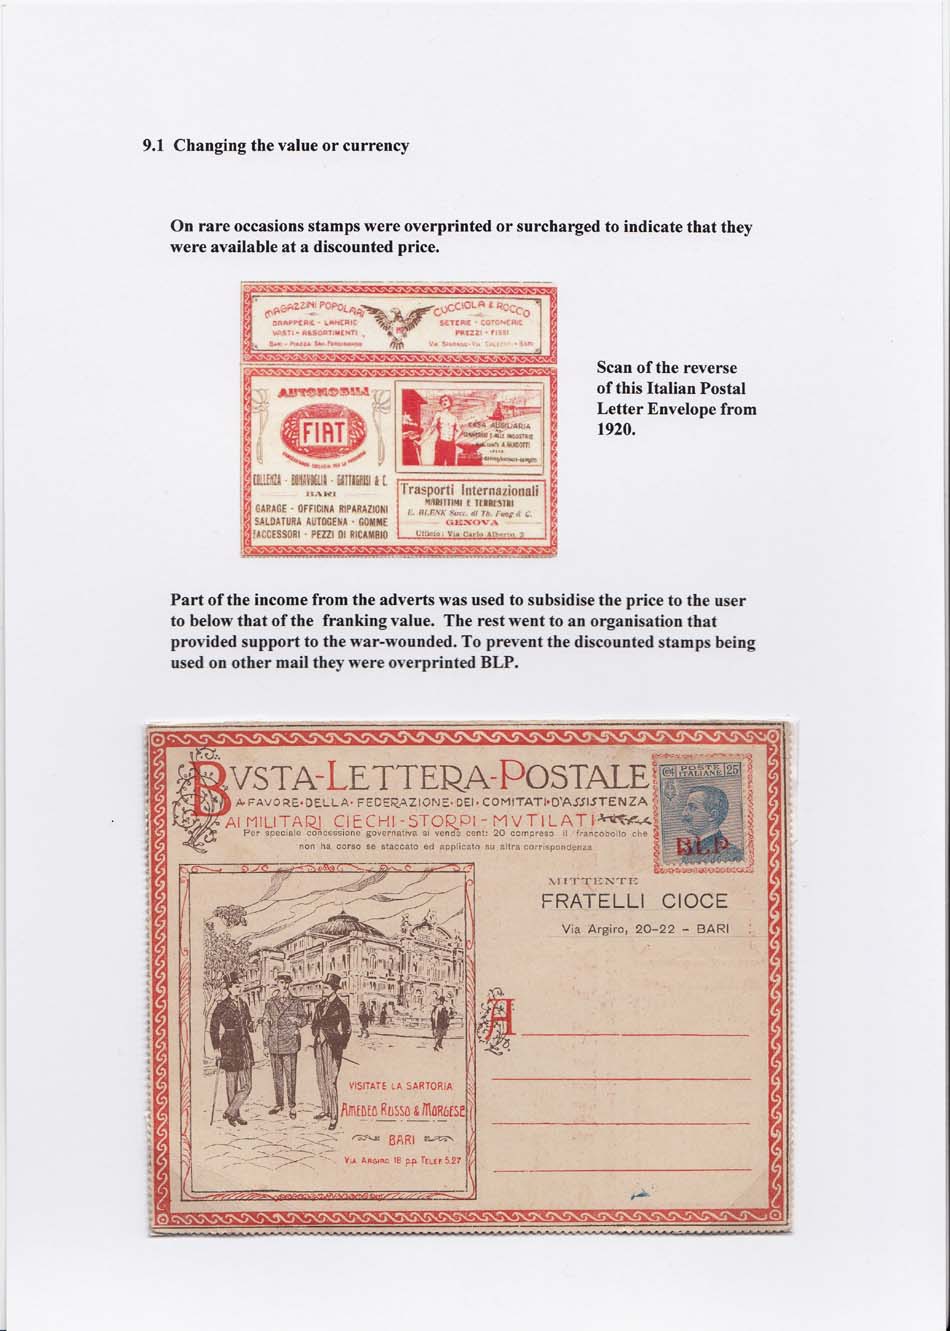 9.1 Changing the value or currency
On rare occasions stamps were overprinted or surcharged to indicate that they
were available at a discounted price.
MAGAZZINI POPOLARI
DRAPPERIE - LANERIE
VASTI - ASSORTIMENTI
BARI - PIAZZA SAN FERDINANDO
CUCCIOLA & ROCCO
SETERIE - COTONERIE
PREZZI - FISSI
BARI
AUTOMOBILI
FIAT
COLLENZA - BONAVOGLIA - & C.
BARI
GARAGE - OFFICINA RIPARAZIONI
SALDATURA AUTOGENA - GOMME
ACCESSORI - PEZZI DI RICAMBIO
CASA AUSILIARIA
INDUSTRIE
Trasporti Internazionali
MARITTIMI E TERRESTRI
E. BLENK Succ. di Th. Fang & C.
GENOVA
Ufficio: Via Carlo Alberto, 2
Scan of the reverse
of this Italian Postal
Letter Envelope from
1920.
Part of the income from the adverts was used to subsidise the price to the user
to below that of the franking value. The rest went to an organisation that
provided support to the war-wounded. To prevent the discounted stamps being
used on other mail they were overprinted BLP.
BVSTA-LETTERA-POSTALE
A·FAVORE·DELLA·FEDERAZIONE·DEI·COMITATI·D'ASSISTENZA
AI MILITARI CIECHI-STORPI-MVTILATI
Per speciale concessione governativa si vende cent: 20 compreso il francobollo che
non ha corso se staccato ed applicato su altra corrispondenza
POSTE
ITALIANE
25
BLP
MITTENTE
FRATELLI CIOCE
Via Argiro, 20-22 - BARI
A
VISITATE LA SARTORIA
AMEDEO RUSSO & MORGESE
BARI
VIA ARGIRO 18 p.p. TELEF. 5.27